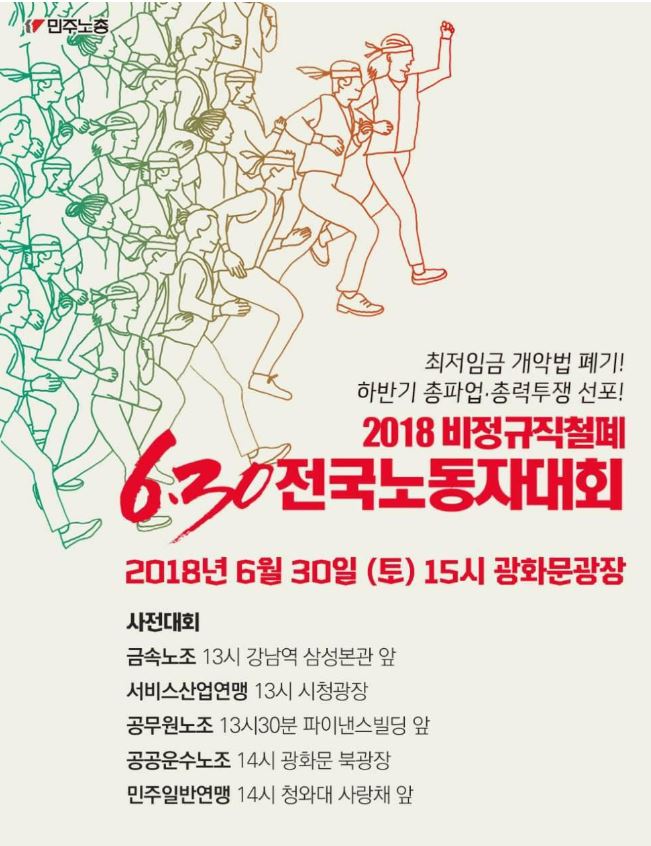 민주노총
최저임금 개악법 폐기!
하반기 총파업·총력투쟁 선포!
2018 비정규직철폐
6.30 전국노동자대회
2018년 6월 30일 (토) 15시 광화문광장
사전대회
금속노조 13시 강남역 삼성본관 앞
서비스산업연맹 13시 시청광장
공무원노조 13시30분 파이낸스빌딩 앞
공공운수노조 14시 광화문 북광장
민주일반연맹 14시 청와대 사랑채 앞